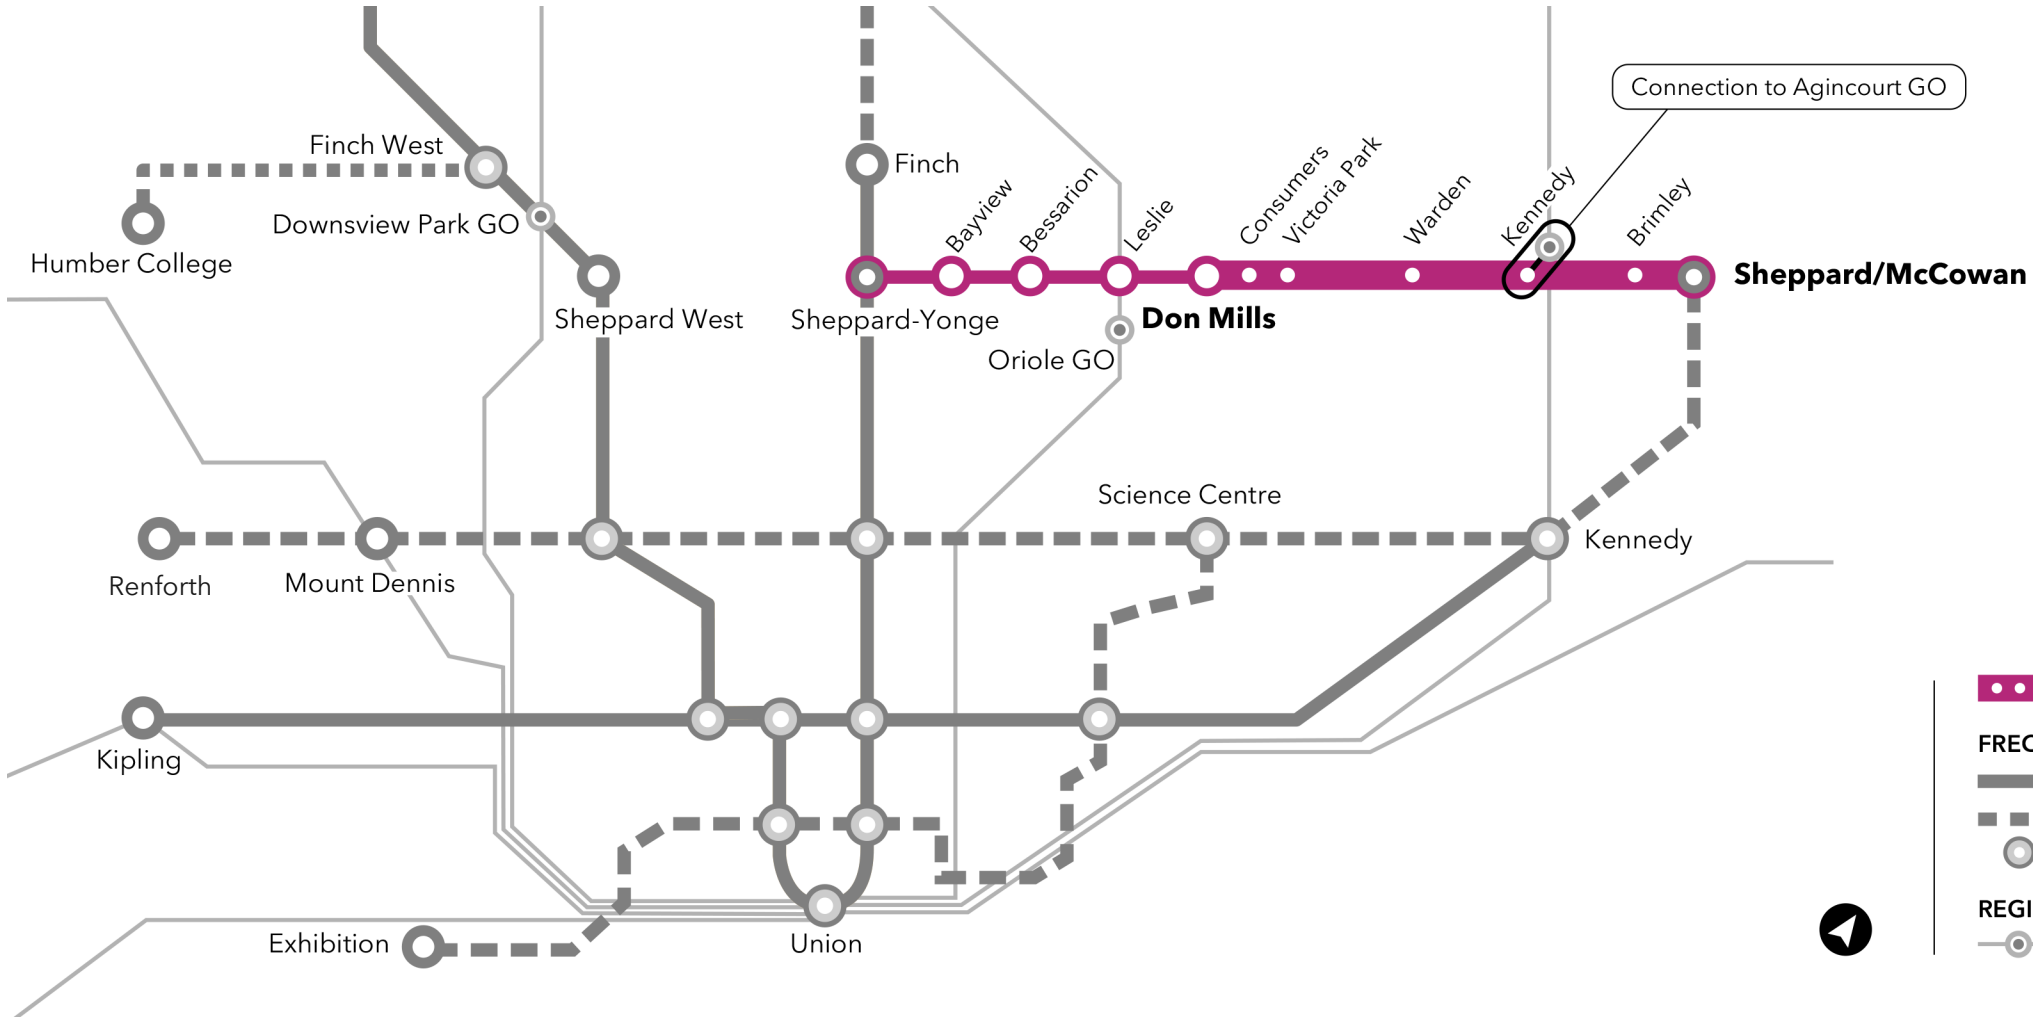 Connection to Agincourt GO
Finch West
Finch
Bayview
Bessarion
Leslie
Consumers
Victoria Park
Warden
Kennedy
Brimley
Downsview Park GO
Humber College
Sheppard/McCowan
Sheppard West
Sheppard-Yonge
Don Mills
Oriole GO
Science Centre
Kennedy
Renforth
Mount Dennis
Kipling
Exhibition
Union